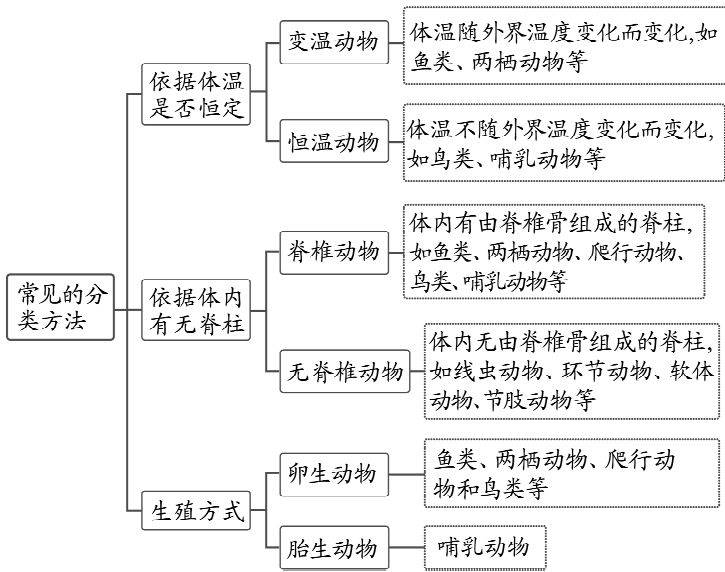 常见的分
类方法
依据体温
是否恒定
变温动物
体温随外界温度变化而变化,如
鱼类、两栖动物等
恒温动物
体温不随外界温度变化而变化,
如鸟类、哺乳动物等
依据体内
有无脊柱
脊椎动物
体内有由脊椎骨组成的脊柱,
如鱼类、两栖动物、爬行动物、
鸟类、哺乳动物等
无脊椎动物
体内无由脊椎骨组成的脊柱,
如线虫动物、环节动物、软体
动物、节肢动物等
生殖方式
卵生动物
鱼类、两栖动物、爬行动
物和鸟类等
胎生动物
哺乳动物